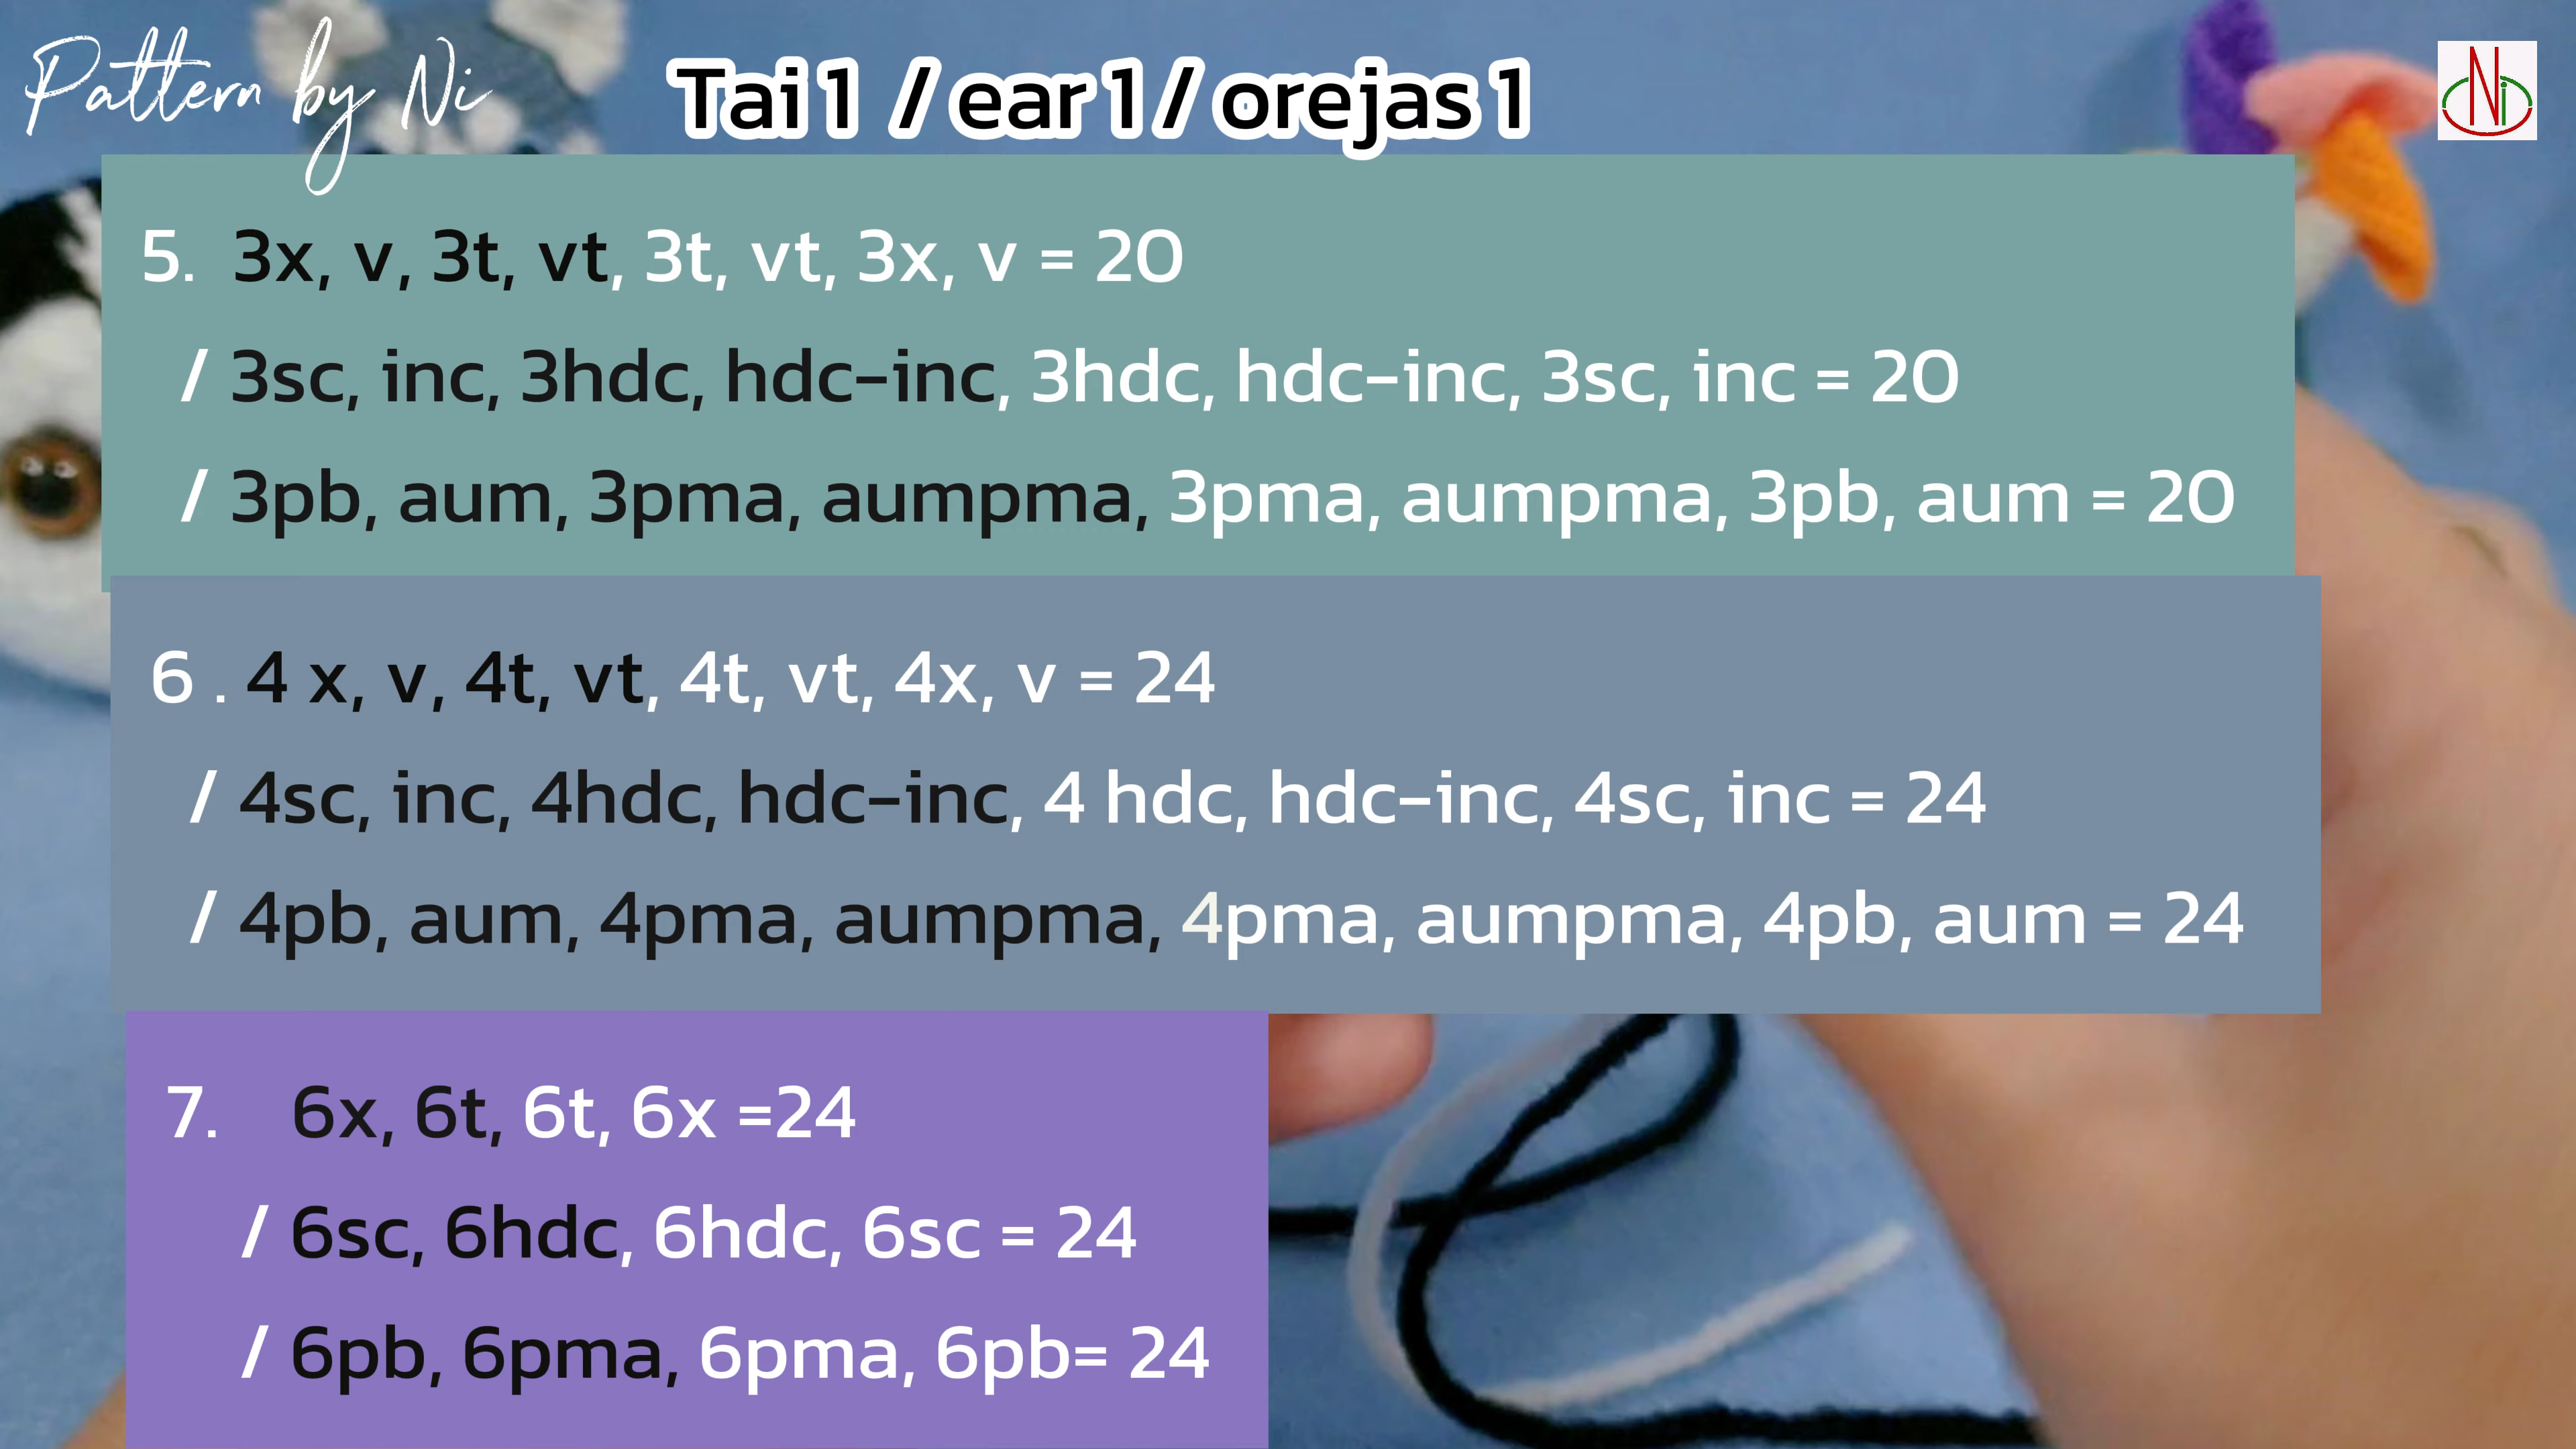 Pattern by Ni
Tai 1 / ear 1 / orejas 1
Ni
5. 3x, v, 3t, vt, 3t, vt, 3x, v = 20
/ 3sc, inc, 3hdc, hdc-inc, 3hdc, hdc-inc, 3sc, inc = 20
/ 3pb, aum, 3pma, aumpma, 3pma, aumpma, 3pb, aum = 20
6 . 4 x, v, 4t, vt, 4t, vt, 4x, v = 24
/ 4sc, inc, 4hdc, hdc-inc, 4 hdc, hdc-inc, 4sc, inc = 24
/ 4pb, aum, 4pma, aumpma, 4pma, aumpma, 4pb, aum = 24
7. 6x, 6t, 6t, 6x =24
/ 6sc, 6hdc, 6hdc, 6sc = 24
/ 6pb, 6pma, 6pma, 6pb= 24